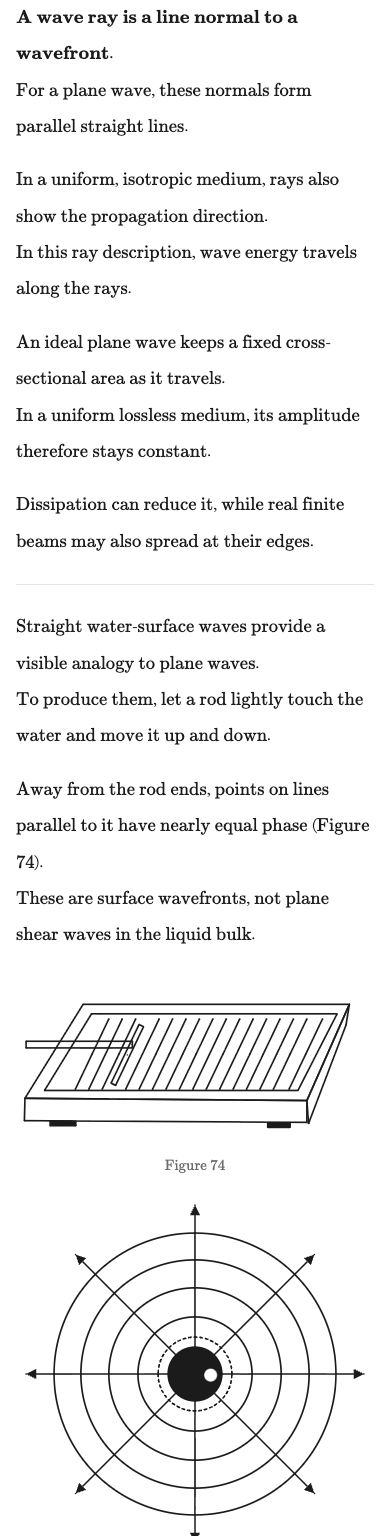 A wave ray is a line normal to a
wavefront.
For a plane wave, these normals form
parallel straight lines.
In a uniform, isotropic medium, rays also
show the propagation direction.
In this ray description, wave energy travels
along the rays.
An ideal plane wave keeps a fixed cross-
sectional area as it travels.
In a uniform lossless medium, its amplitude
therefore stays constant.
Dissipation can reduce it, while real finite
beams may also spread at their edges.
Straight water-surface waves provide a
visible analogy to plane waves.
To produce them, let a rod lightly touch the
water and move it up and down.
Away from the rod ends, points on lines
parallel to it have nearly equal phase (Figure
74).
These are surface wavefronts, not plane
shear waves in the liquid bulk.
Figure 74